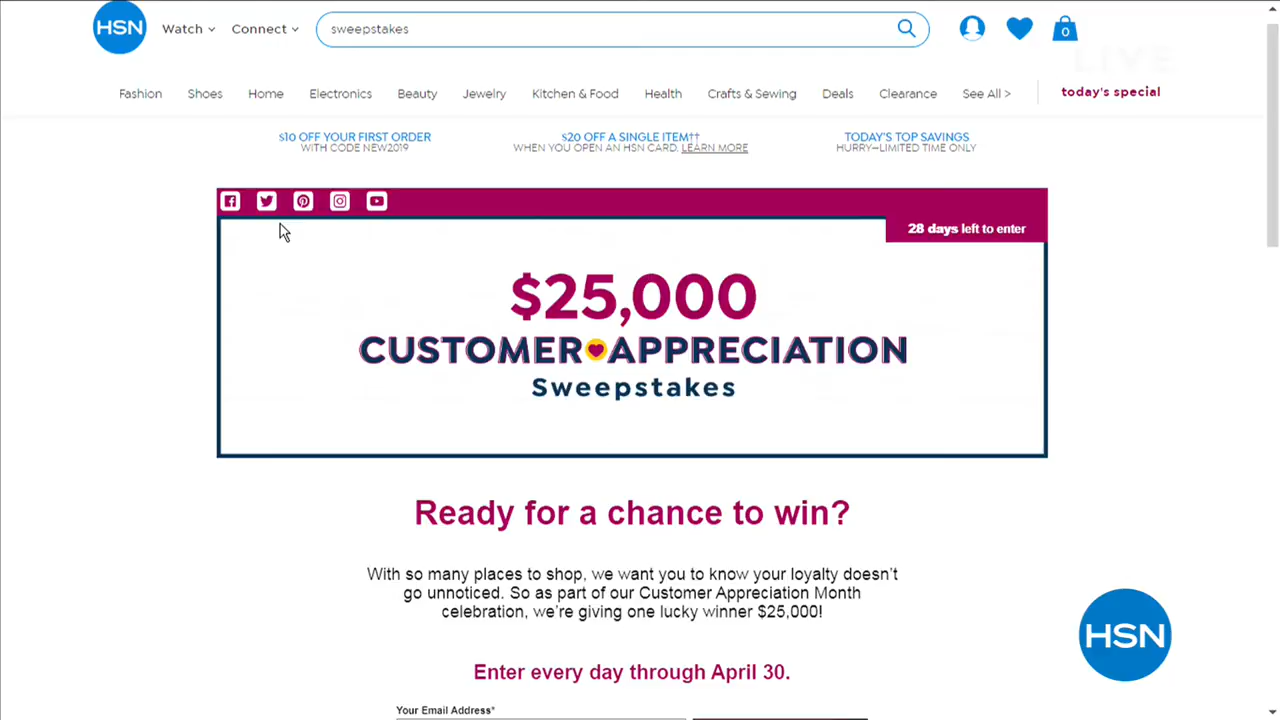 HSN
Watch
Connect
sweepstakes
0
LIVE
Fashion
Shoes
Home
Electronics
Beauty
Jewelry
Kitchen & Food
Health
Crafts & Sewing
Deals
Clearance
See All >
today's special
$10 OFF YOUR FIRST ORDER
WITH CODE NEW2019
$20 OFF A SINGLE ITEM††
WHEN YOU OPEN AN HSN CARD. LEARN MORE
TODAY'S TOP SAVINGS
HURRY—LIMITED TIME ONLY
28 days left to enter
$25,000
CUSTOMER APPRECIATION
Sweepstakes
Ready for a chance to win?
With so many places to shop, we want you to know your loyalty doesn't
go unnoticed. So as part of our Customer Appreciation Month
celebration, we're giving one lucky winner $25,000!
HSN
Enter every day through April 30.
Your Email Address*